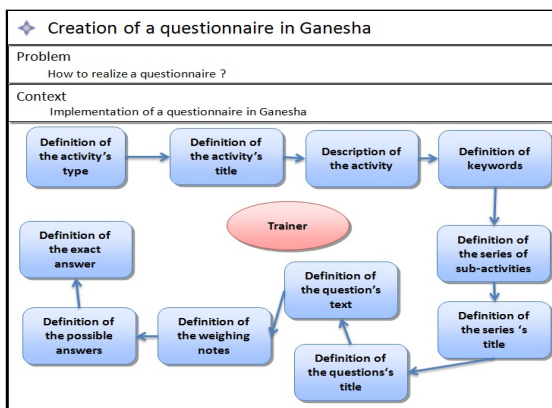 Creation of a questionnaire in Ganesha
Problem
How to realize a questionnaire ?
Context
Implementation of a questionnaire in Ganesha
Definition of
the activity's
type
Definition of
the activity's
title
Description of
the activity
Definition of
keywords
Definition of
the series of
sub-activities
Definition of
the series 's
title
Definition of
the questions's
title
Definition of
the question's
text
Definition of
the weighing
notes
Definition of
the possible
answers
Definition of
the exact
answer
Trainer